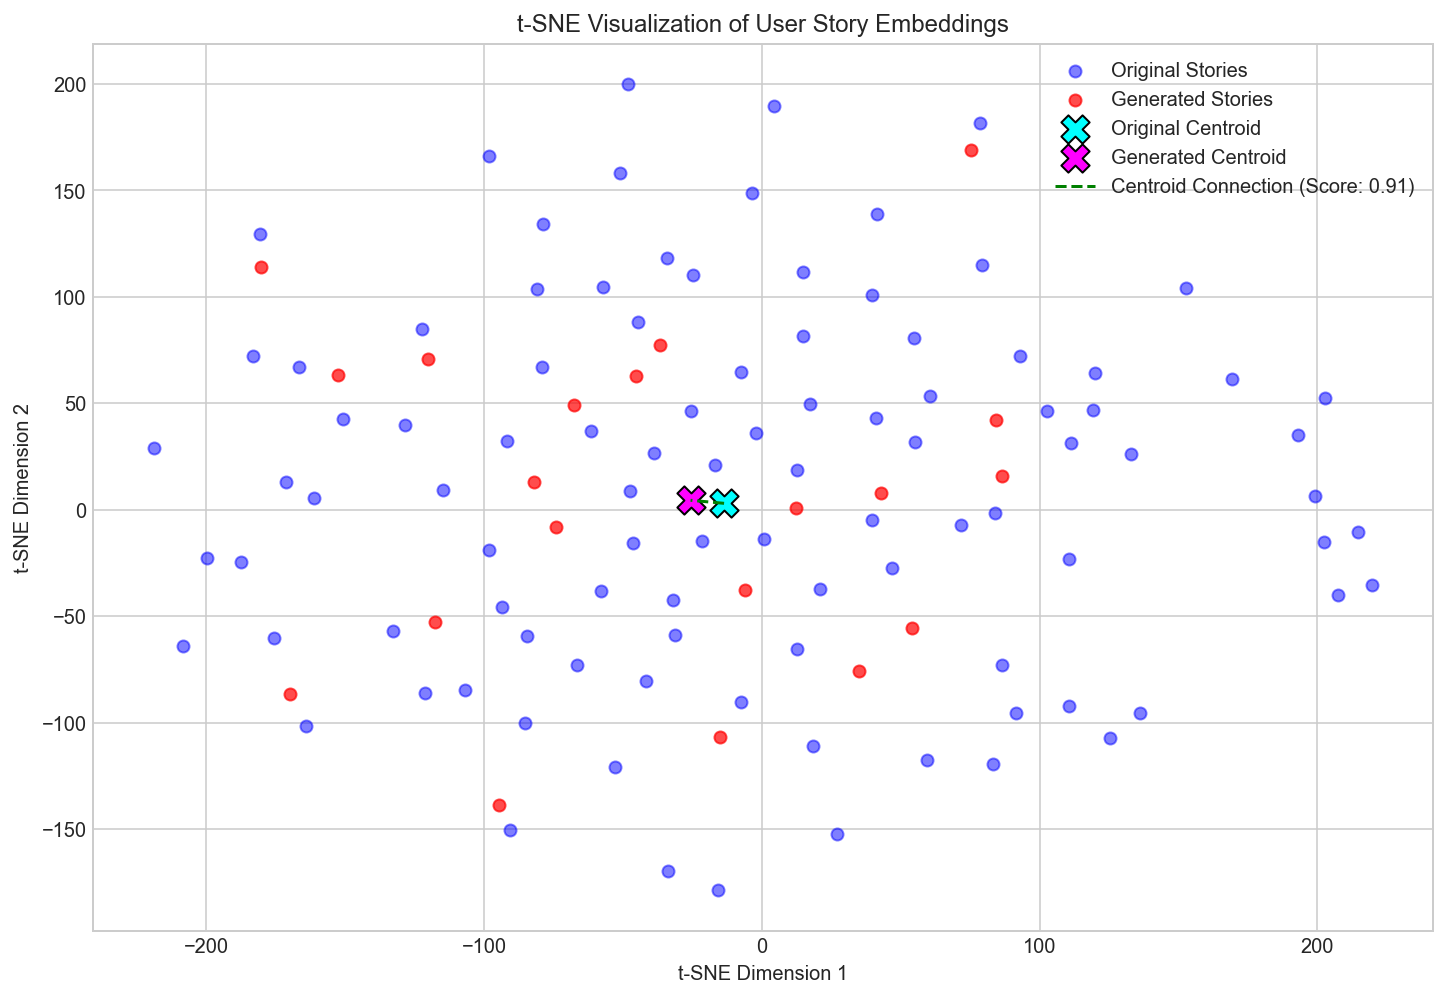 t-SNE Visualization of User Story Embeddings
Original Stories
Generated Stories
Original Centroid
Generated Centroid
Centroid Connection (Score: 0.91)
200
150
100
50
0
−50
−100
−150
t-SNE Dimension 2
−200
−100
0
100
200
t-SNE Dimension 1